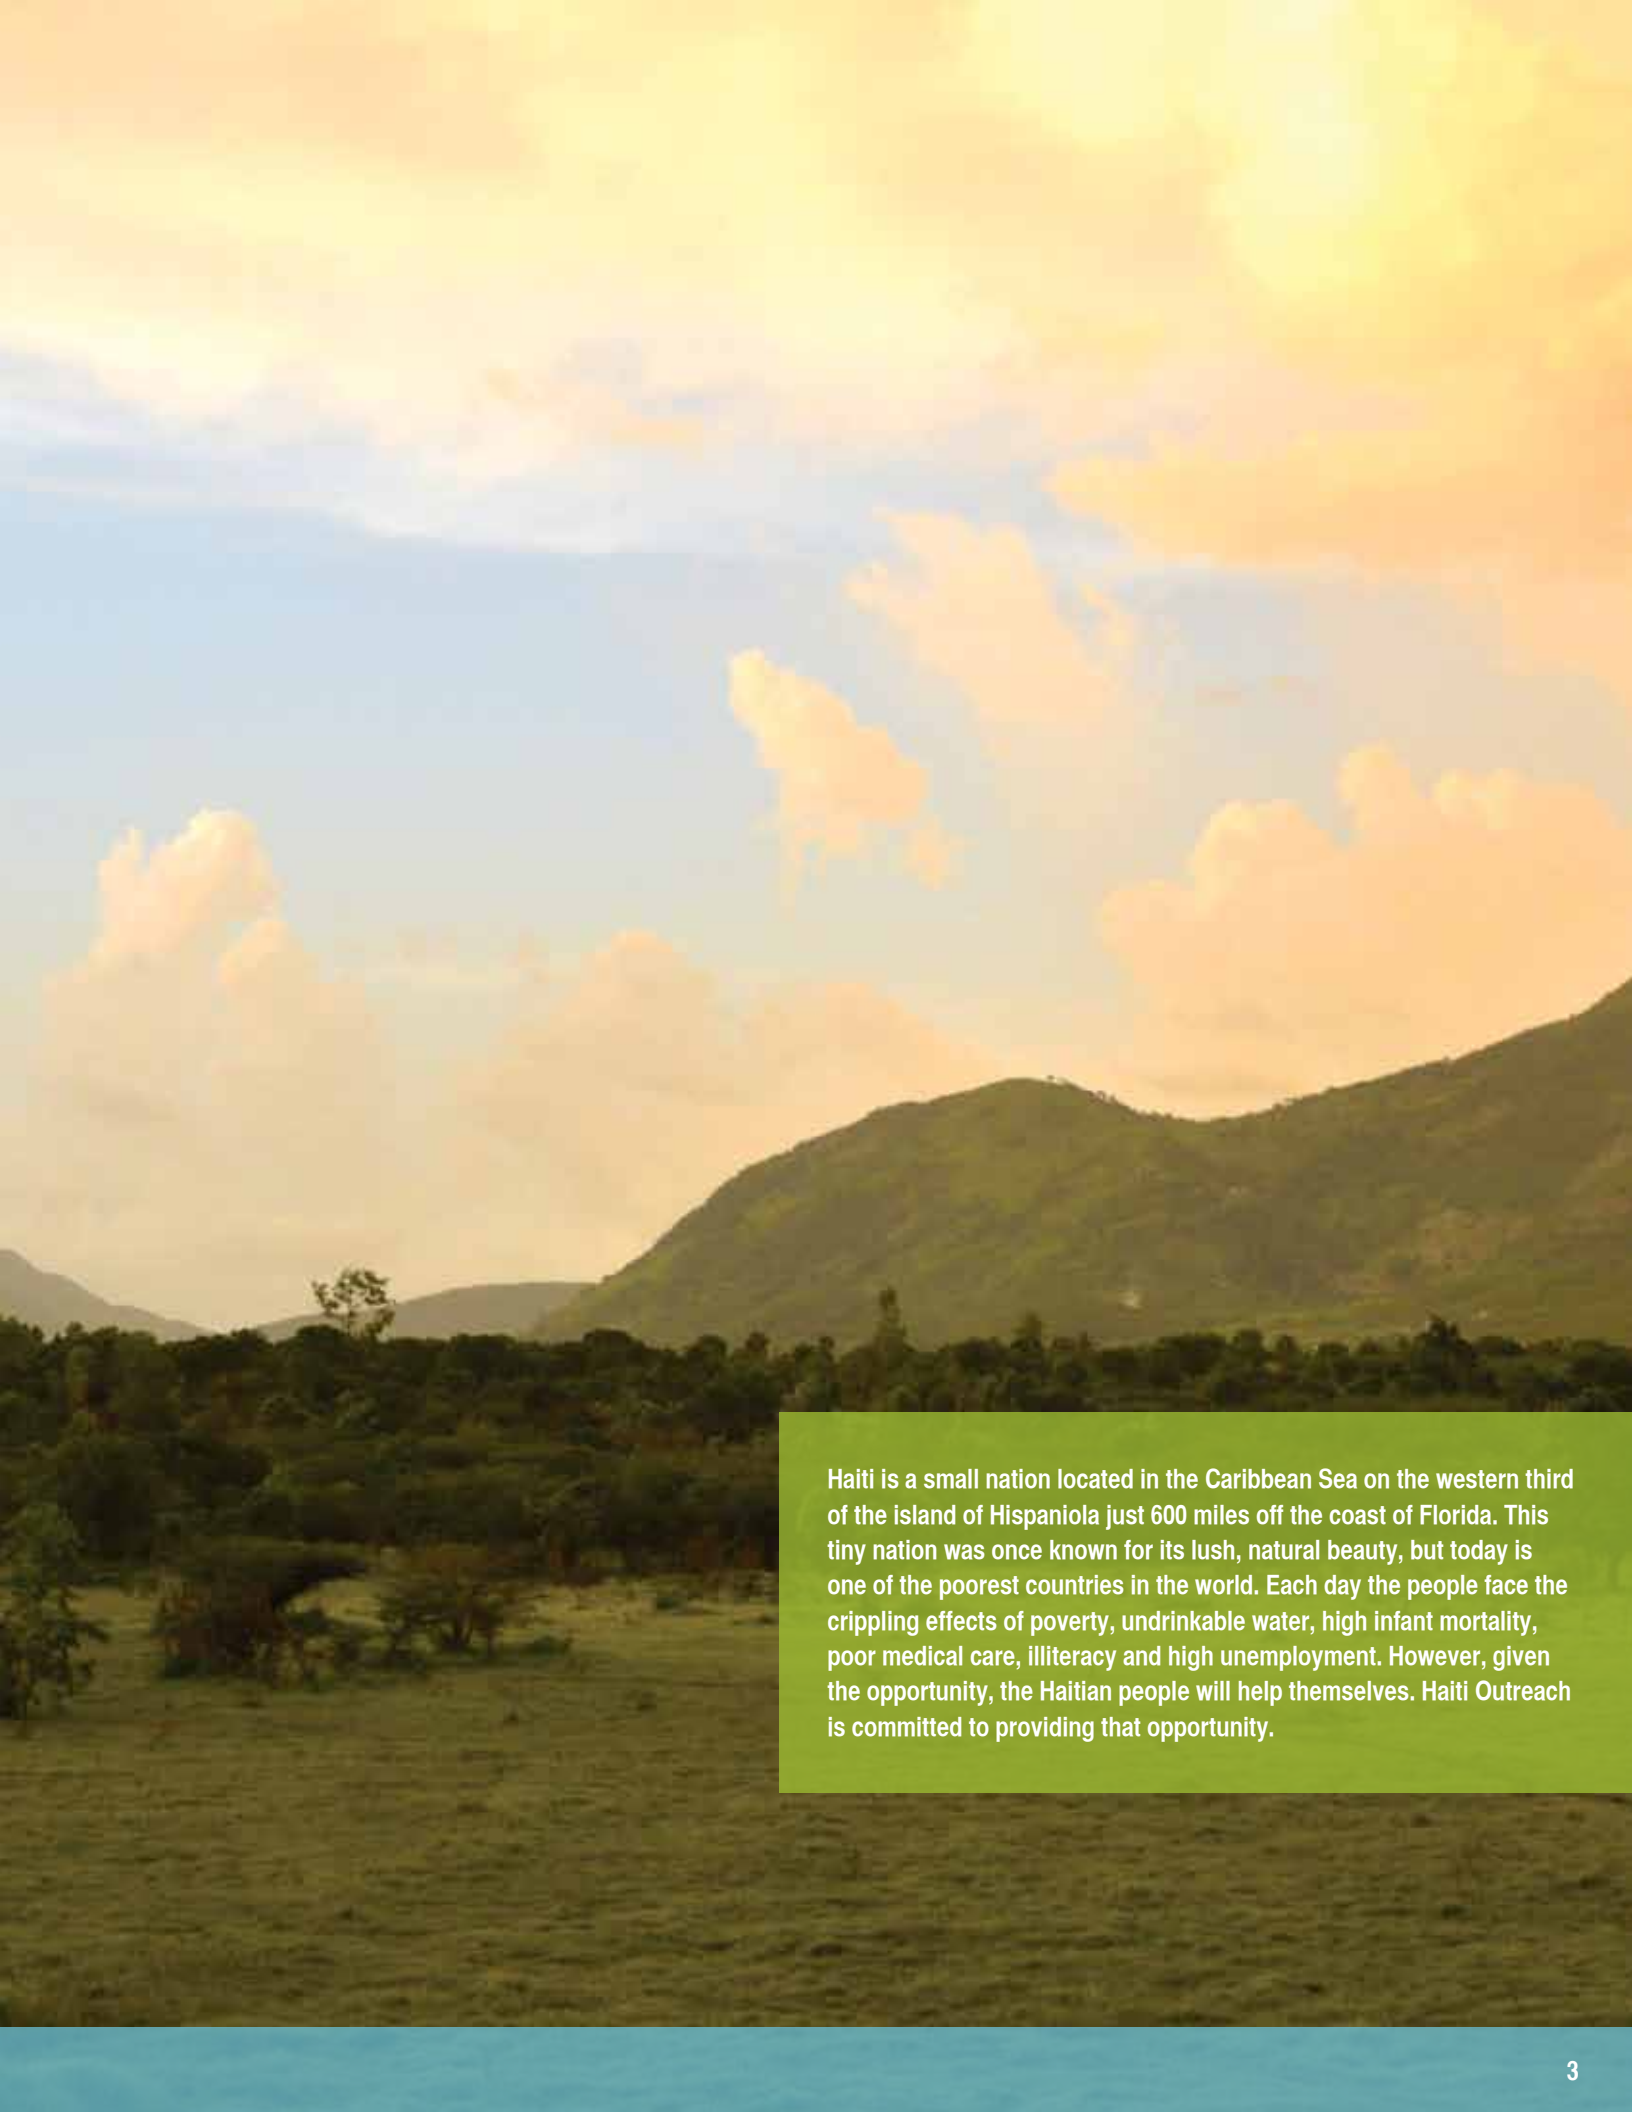 Haiti is a small nation located in the Caribbean Sea on the western third
of the island of Hispaniola just 600 miles off the coast of Florida. This
tiny nation was once known for its lush, natural beauty, but today is
one of the poorest countries in the world. Each day the people face the
crippling effects of poverty, undrinkable water, high infant mortality,
poor medical care, illiteracy and high unemployment. However, given
the opportunity, the Haitian people will help themselves. Haiti Outreach
is committed to providing that opportunity.
3